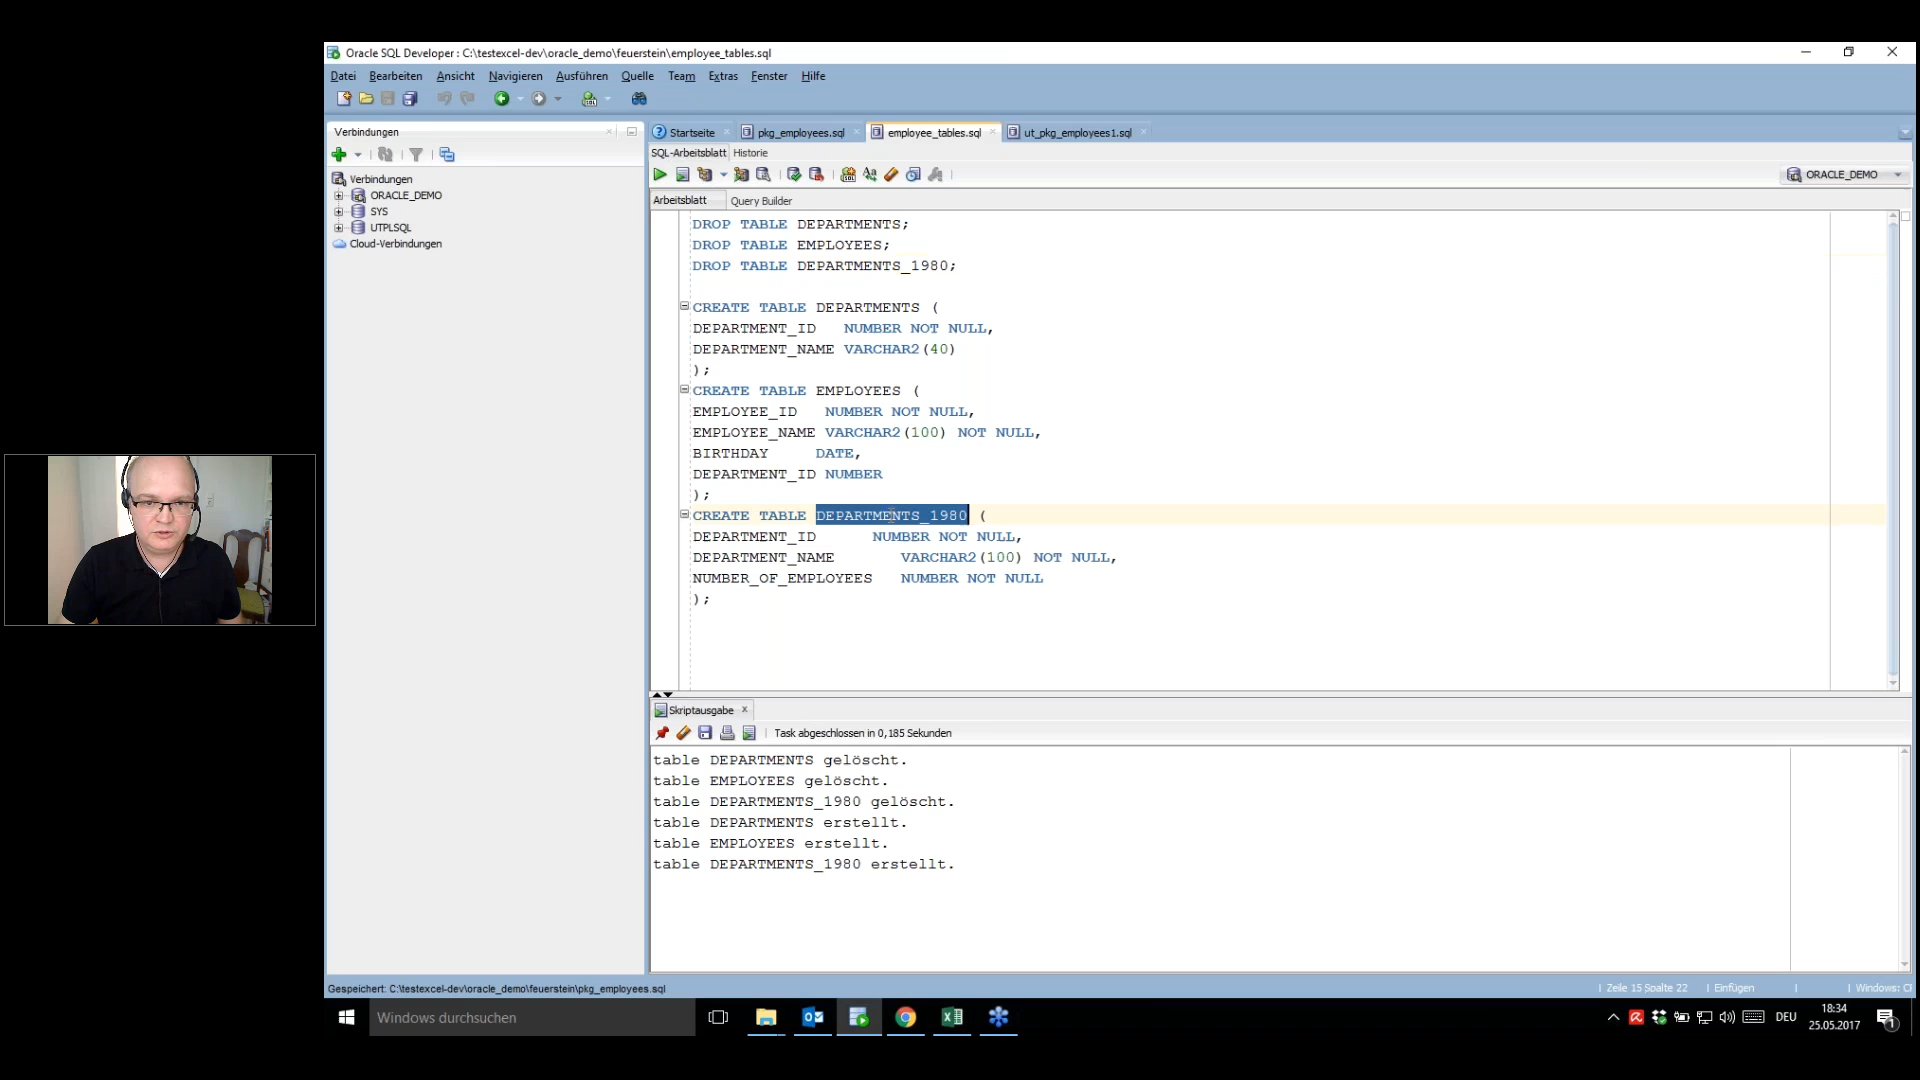 Oracle SQL Developer : C:\testexcel-dev\oracle_demo\feuerstein\employee_tables.sql
Datei Bearbeiten Ansicht Navigieren Ausführen Quelle Team Extras Fenster Hilfe
Verbindungen
Verbindungen
ORACLE_DEMO
SYS
UTPLSQL
Cloud-Verbindungen
Startseite pkg_employees.sql employee_tables.sql ut_pkg_employees1.sql
SQL-Arbeitsblatt Historie
ORACLE_DEMO
Arbeitsblatt Query Builder
DROP TABLE DEPARTMENTS;
DROP TABLE EMPLOYEES;
DROP TABLE DEPARTMENTS_1980;
CREATE TABLE DEPARTMENTS (
DEPARTMENT_ID NUMBER NOT NULL,
DEPARTMENT_NAME VARCHAR2(40)
);
CREATE TABLE EMPLOYEES (
EMPLOYEE_ID NUMBER NOT NULL,
EMPLOYEE_NAME VARCHAR2(100) NOT NULL,
BIRTHDAY DATE,
DEPARTMENT_ID NUMBER
);
CREATE TABLE DEPARTMENTS_1980 (
DEPARTMENT_ID NUMBER NOT NULL,
DEPARTMENT_NAME VARCHAR2(100) NOT NULL,
NUMBER_OF_EMPLOYEES NUMBER NOT NULL
);
Skriptausgabe x
Task abgeschlossen in 0,185 Sekunden
table DEPARTMENTS gelöscht.
table EMPLOYEES gelöscht.
table DEPARTMENTS_1980 gelöscht.
table DEPARTMENTS erstellt.
table EMPLOYEES erstellt.
table DEPARTMENTS_1980 erstellt.
Gespeichert: C:\testexcel-dev\oracle_demo\feuerstein\pkg_employees.sql
Zeile 15 Spalte 22 Einfügen Windows: Cl
Windows durchsuchen
DEU
18:34
25.05.2017
1